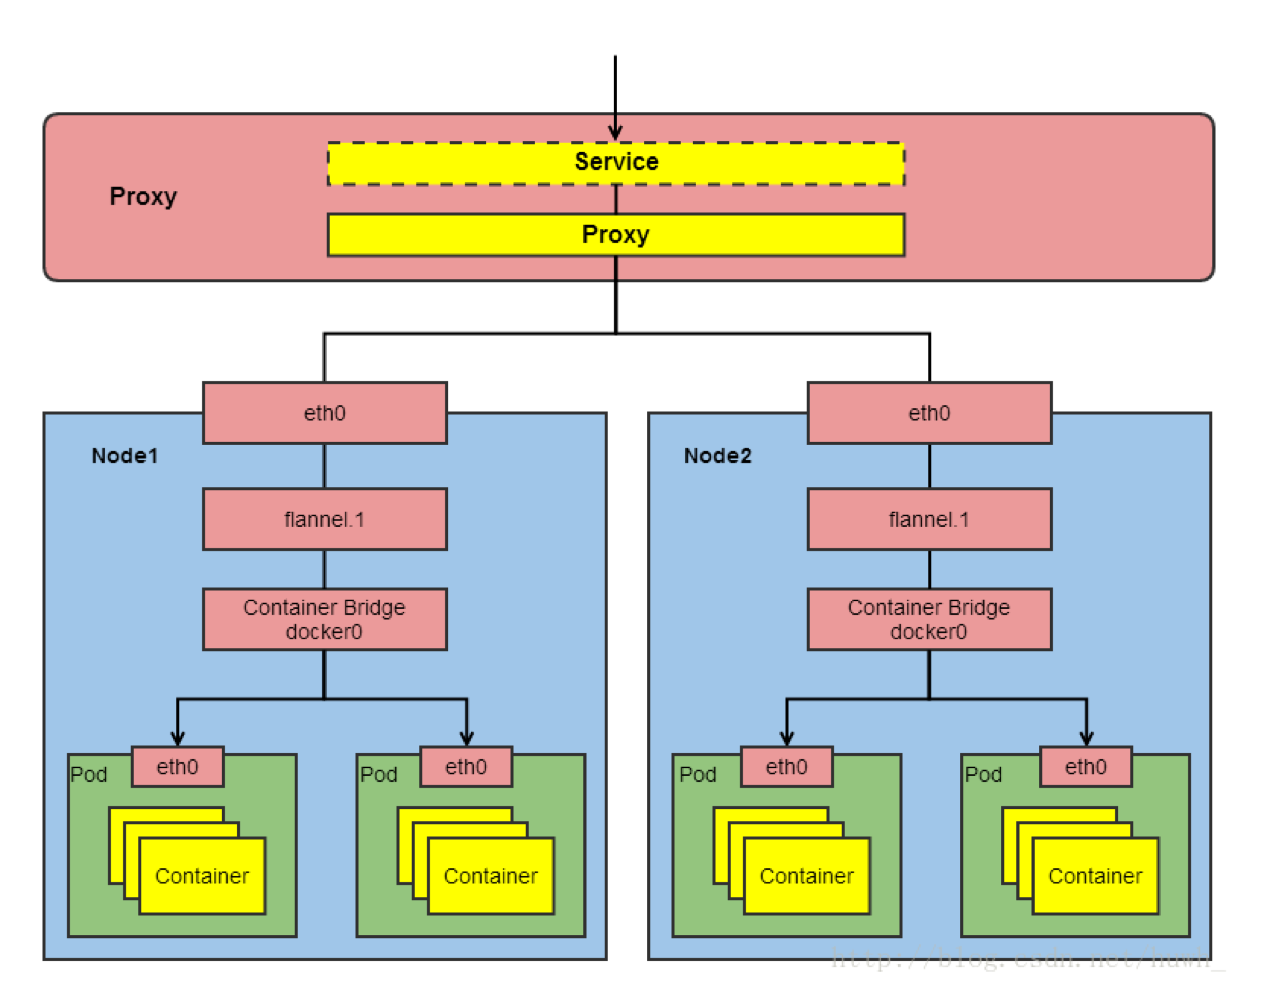 Service
Proxy
Proxy
eth0
eth0
Node1
Node2
flannel.1
flannel.1
Container Bridge
docker0
Container Bridge
docker0
Pod
eth0
Pod
eth0
Pod
eth0
Pod
eth0
Container
Container
Container
Container
http://blog.csdn.net/huwh_